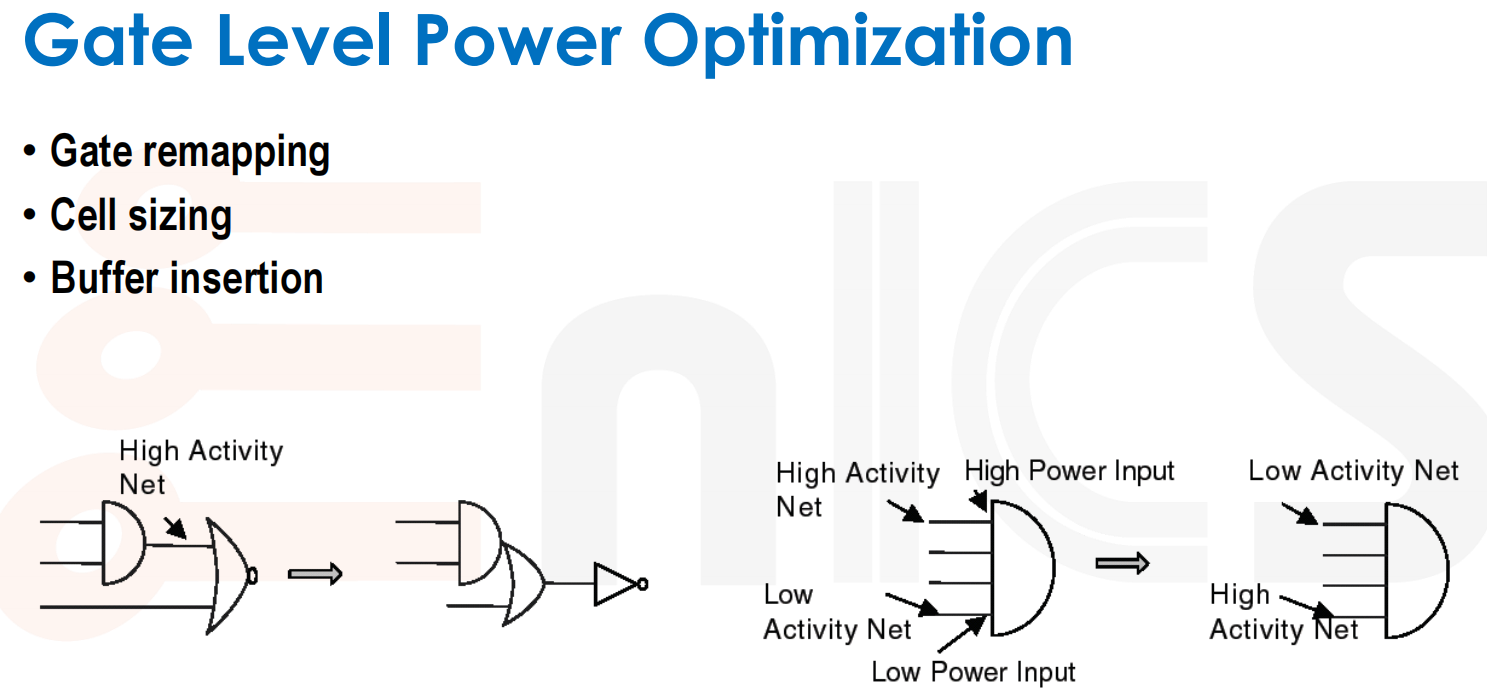 Gate Level Power Optimization
• Gate remapping
• Cell sizing
• Buffer insertion
High Activity
Net
High Activity
Net
High Power Input
Low
Activity Net
Low Power Input
Low Activity Net
High
Activity Net
enICS